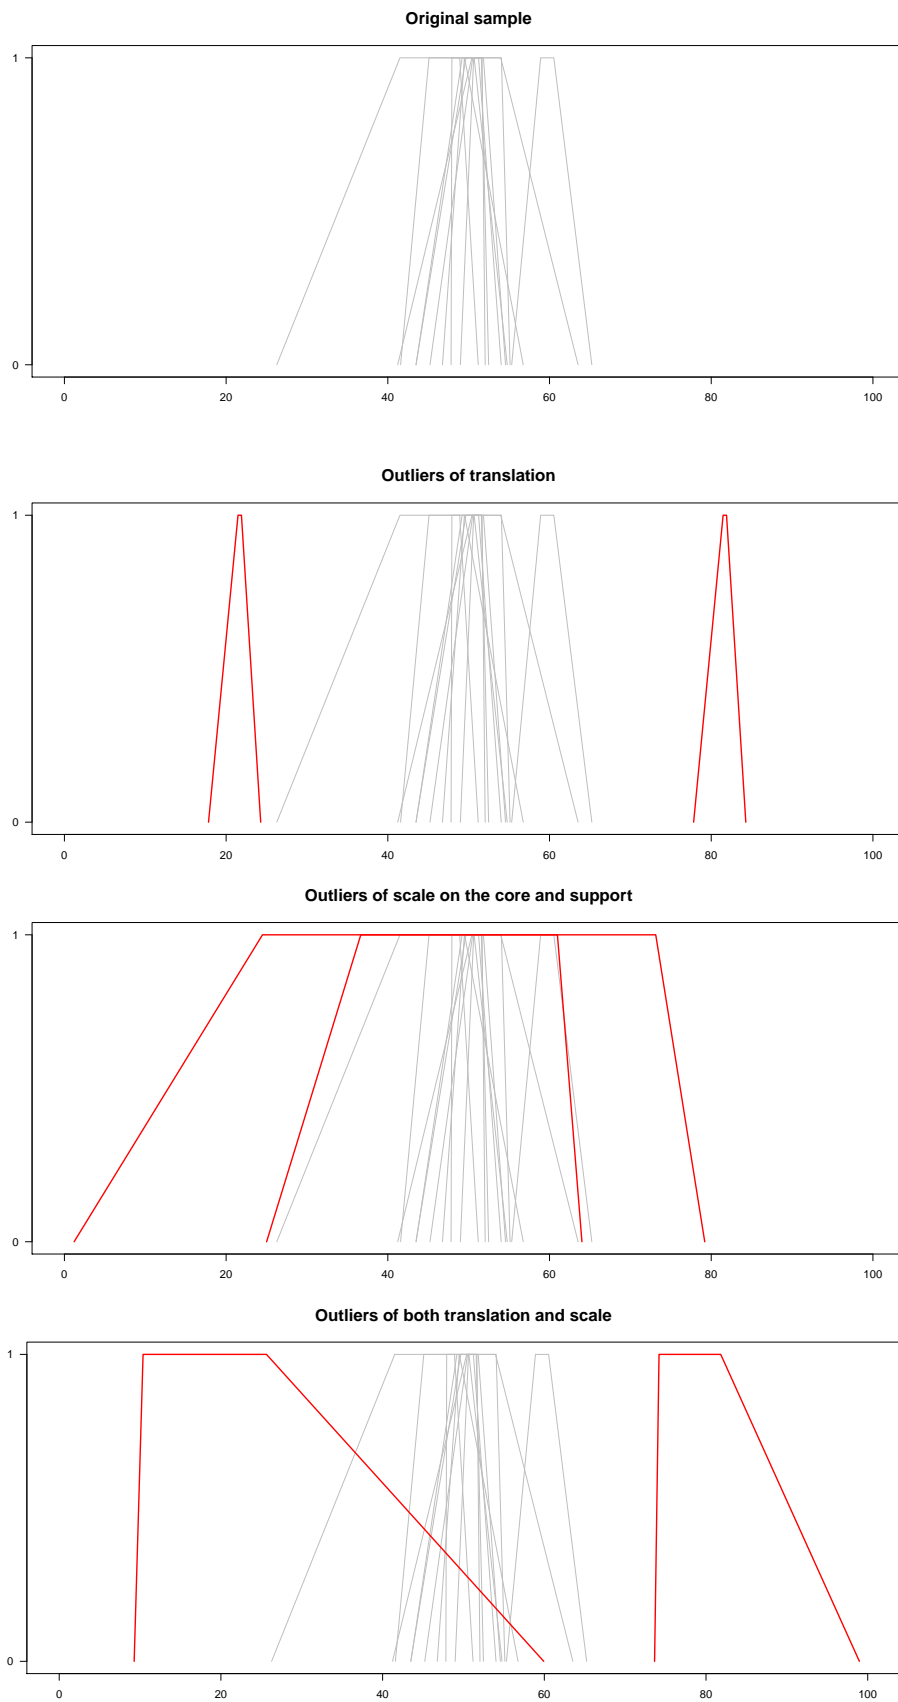 Original sample
1
0
0 20 40 60 80 100
Outliers of translation
1
0
0 20 40 60 80 100
Outliers of scale on the core and support
1
0
0 20 40 60 80 100
Outliers of both translation and scale
1
0
0 20 40 60 80 100